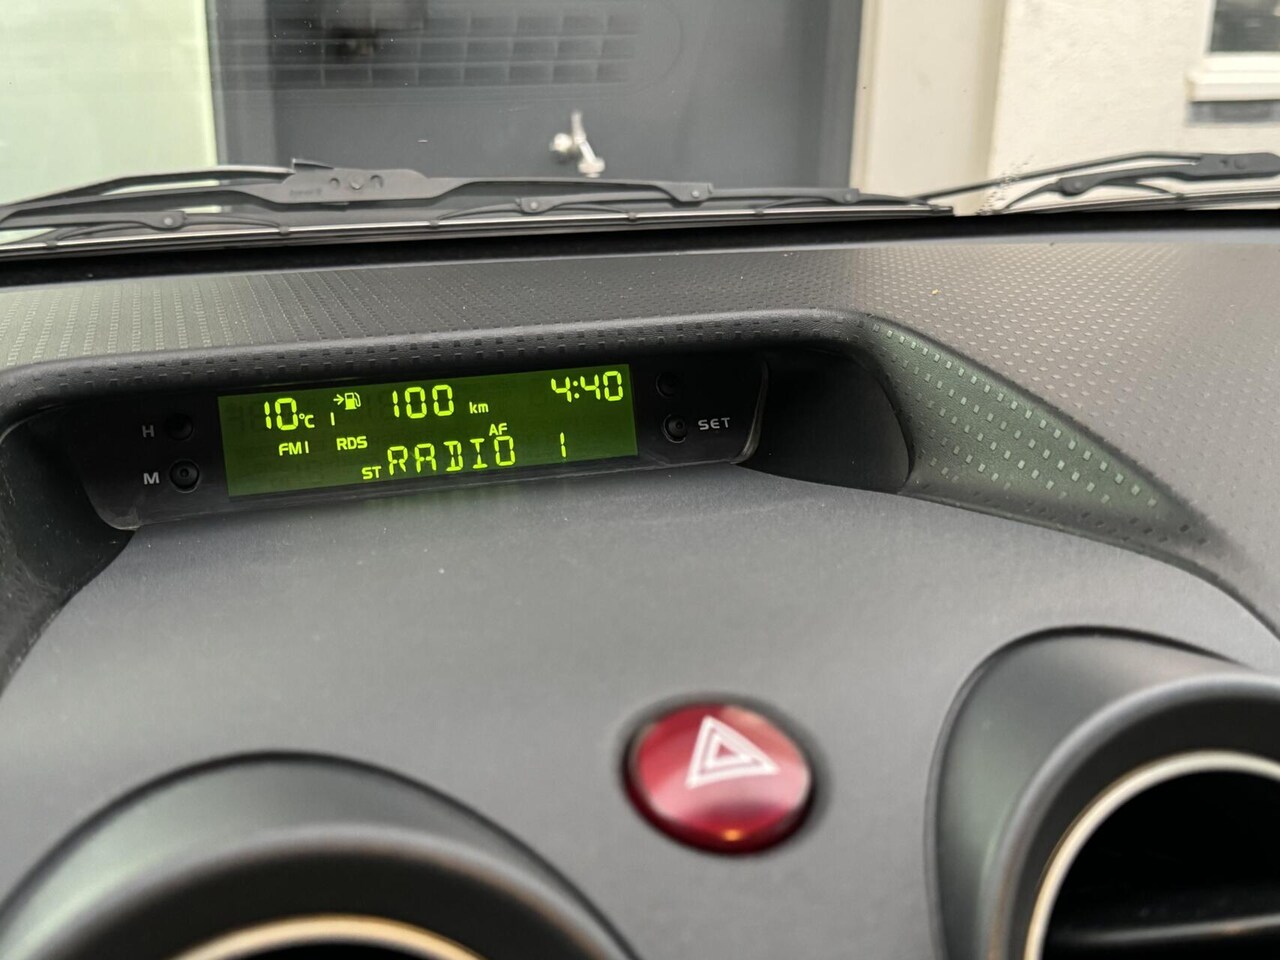 10°C 1 100 km 4:40
FM1 RDS AF
ST RADIO 1
H
M
SET